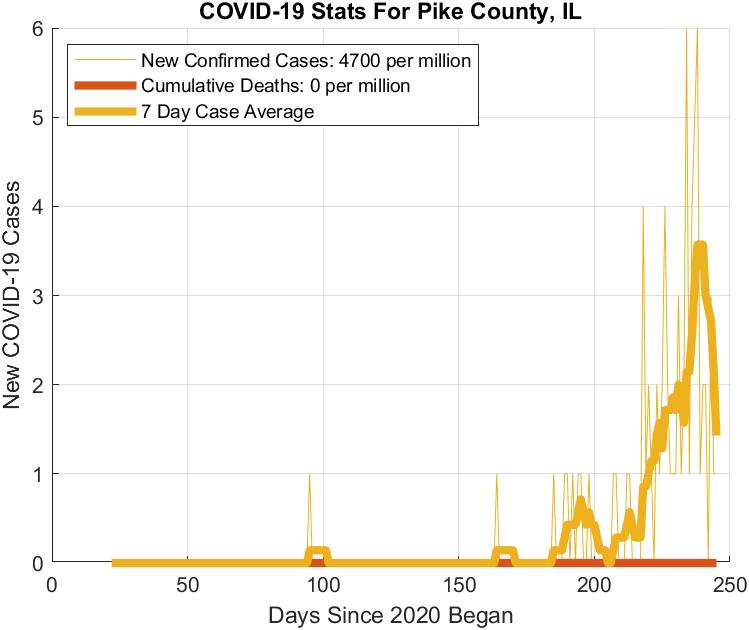 COVID-19 Stats For Pike County, IL
New Confirmed Cases: 4700 per million
Cumulative Deaths: 0 per million
7 Day Case Average
New COVID-19 Cases
6
5
4
3
2
1
0
0 50 100 150 200 250
Days Since 2020 Began